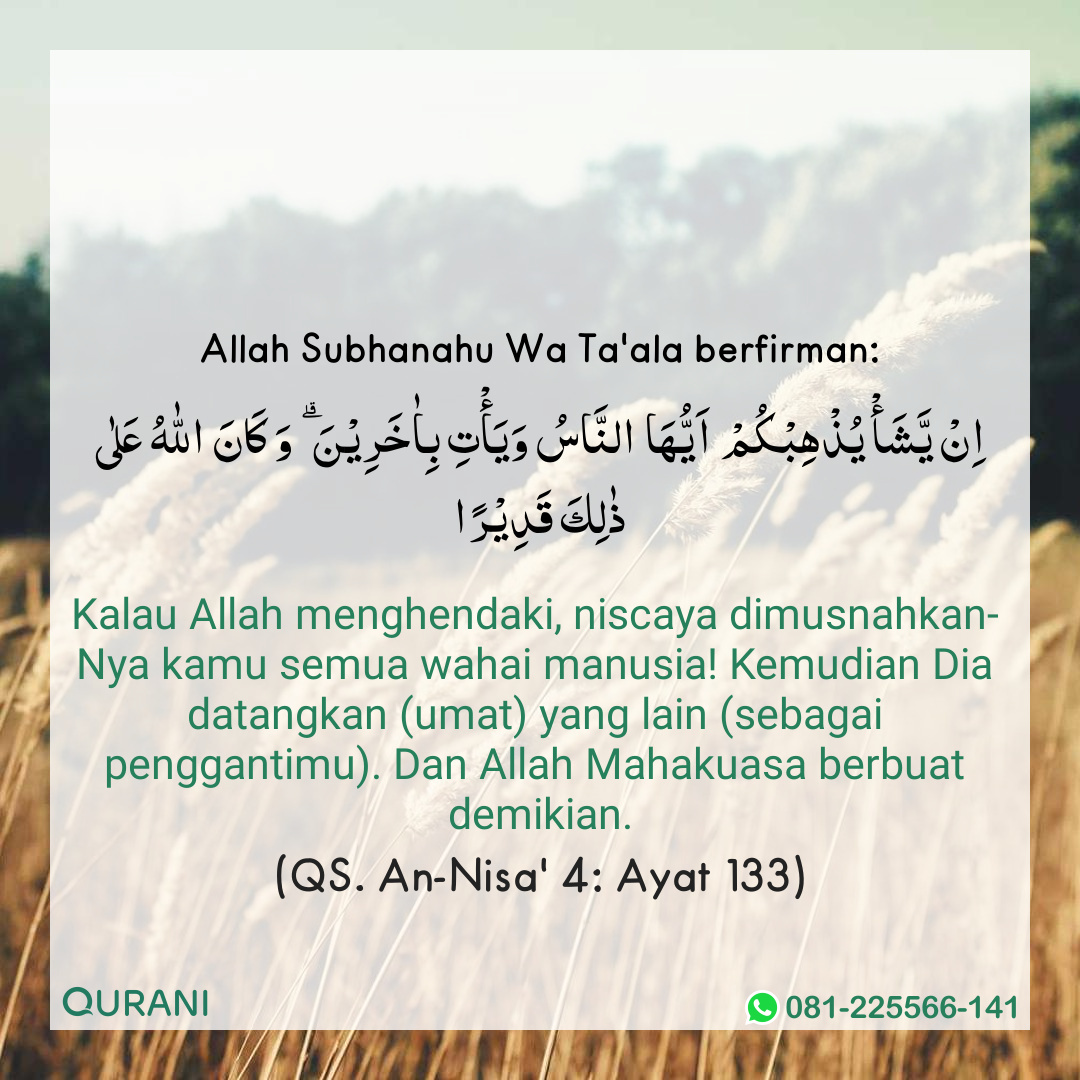 Allah Subhanahu Wa Ta'ala berfirman:
اِنْ يَّشَأْ يُذْهِبْكُمْ اَيُّهَا النَّاسُ وَيَأْتِ بِاٰخَرِيْنَ ۗ وَكَانَ اللّٰهُ عَلٰى
ذٰلِكَ قَدِيْرًا
Kalau Allah menghendaki, niscaya dimusnahkan-
Nya kamu semua wahai manusia! Kemudian Dia
datangkan (umat) yang lain (sebagai
penggantimu). Dan Allah Mahakuasa berbuat
demikian.
(QS. An-Nisa' 4: Ayat 133)
QURANI
081-225566-141